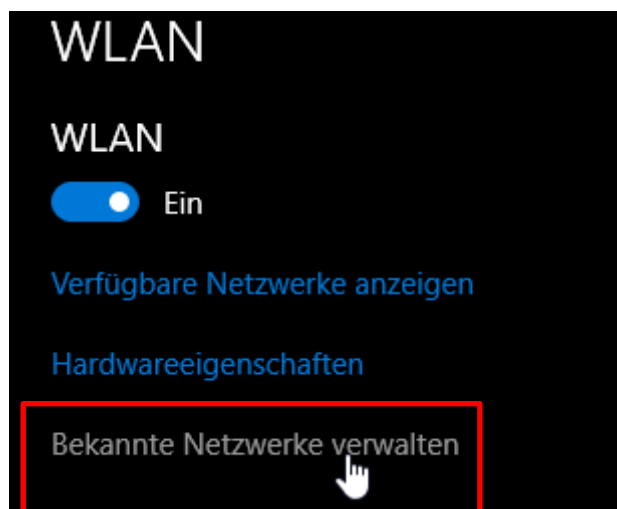 WLAN
WLAN
Ein
Verfügbare Netzwerke anzeigen
Hardwareeigenschaften
Bekannte Netzwerke verwalten